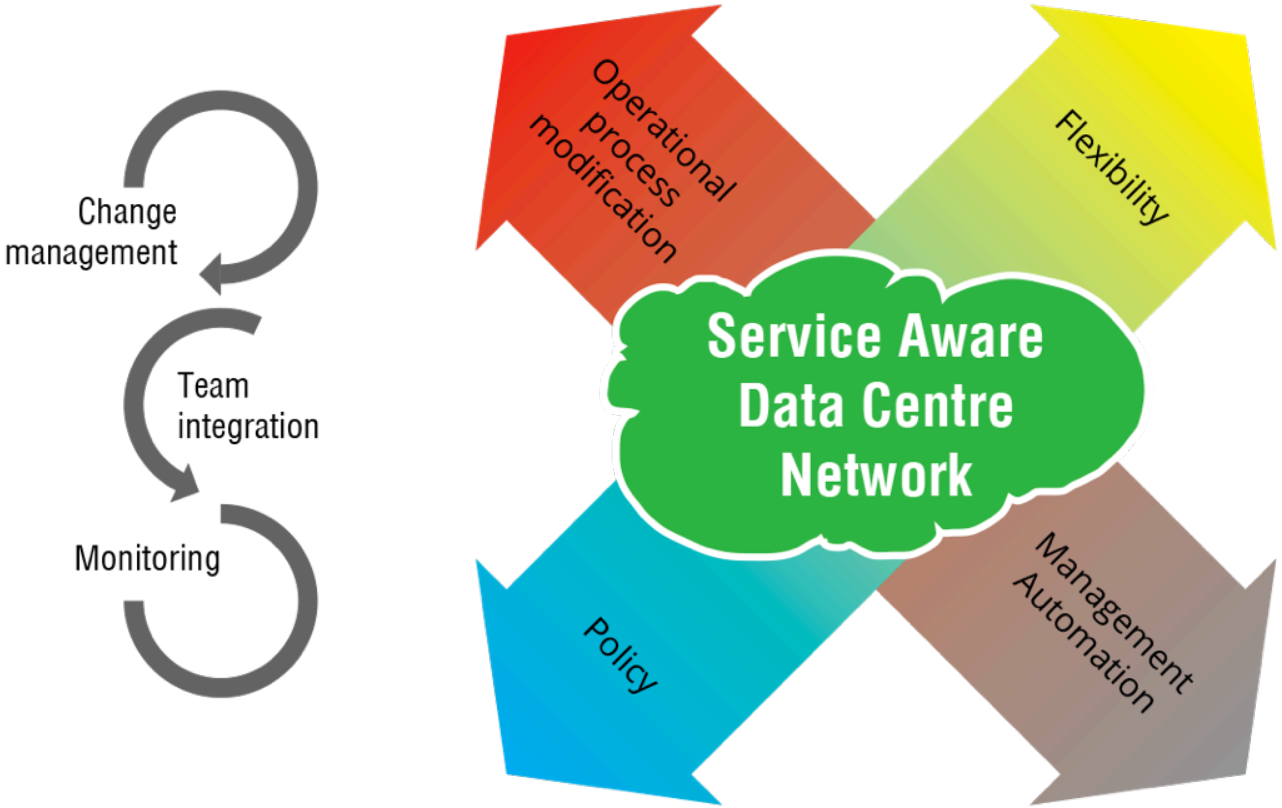 Change
management
Team
integration
Monitoring
Operational
process
modification
Flexibility
Service Aware
Data Centre
Network
Policy
Management
Automation